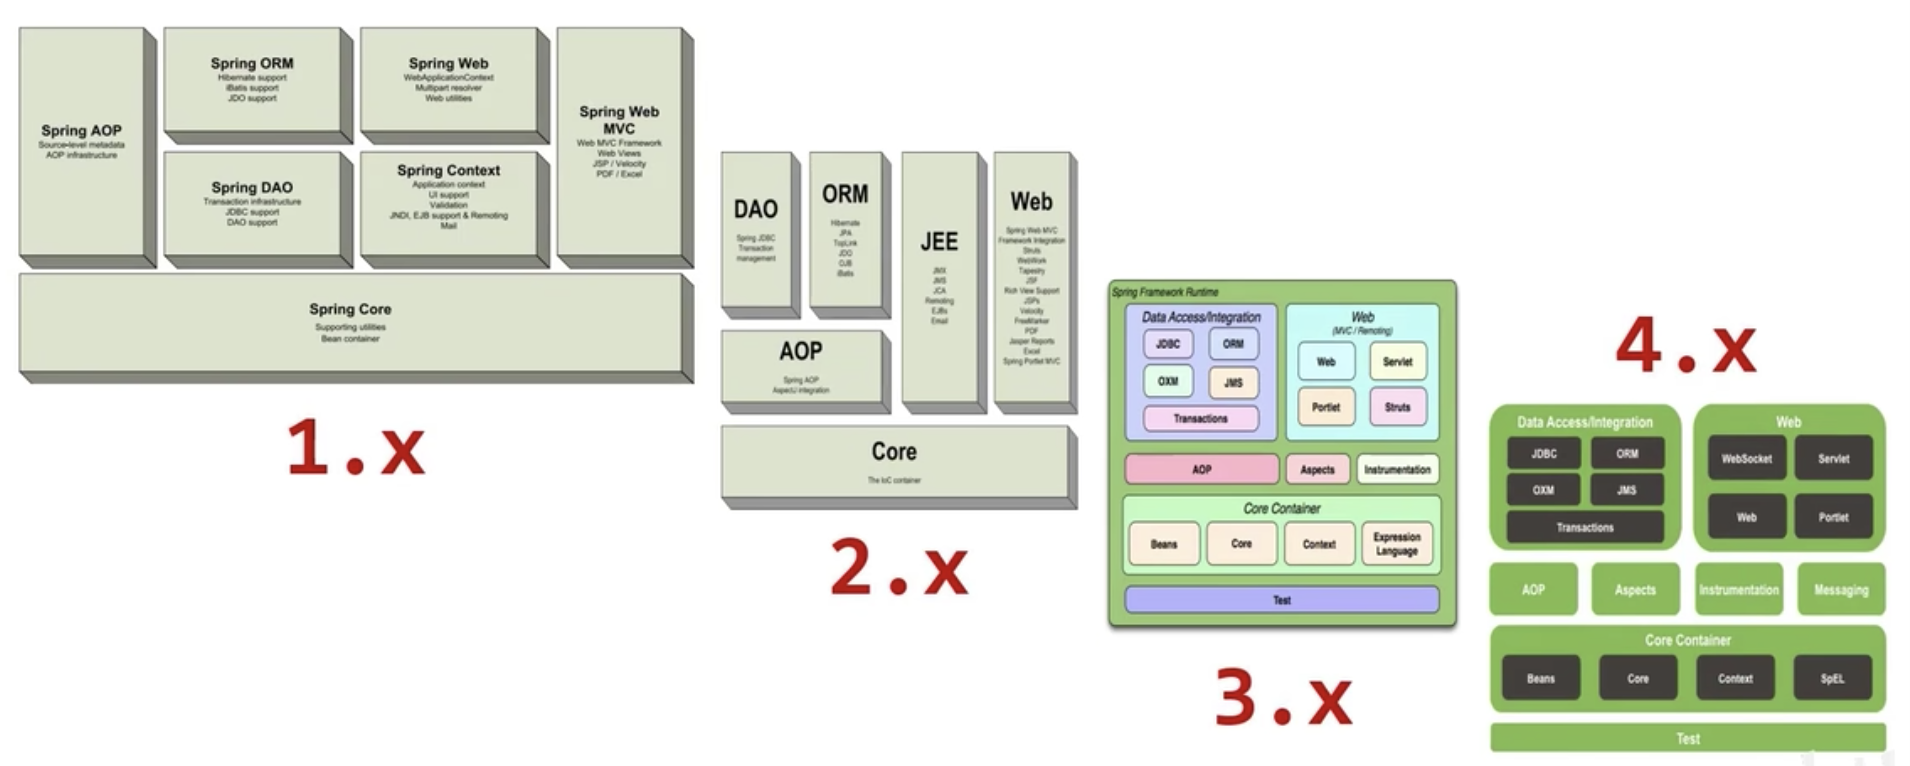 Spring AOP
Source-level metadata
AOP infrastructure
Spring ORM
Hibernate support
iBatis support
JDO support
Spring Web
WebApplicationContext
Multipart resolver
Web utilities
Spring Web
MVC
Web MVC Framework
Web Views
JSP / Velocity
PDF / Excel
Spring DAO
Transaction infrastructure
JDBC support
DAO support
Spring Context
Application context
UI support
Validation
JNDI, EJB support & Remoting
Mail
Spring Core
Supporting utilities
Bean container
1.x
DAO
Spring JDBC
Transaction
management
ORM
Hibernate
JPA
TopLink
JDO
OJB
iBatis
JEE
JMX
JMS
JCA
Remoting
EJBs
Email
Web
Spring Web MVC
Framework Integration
Struts
WebWork
Tapestry
JSF
Rich View Support
JSPs
Velocity
FreeMarker
PDF
Jasper Reports
Excel
Spring Portlet MVC
AOP
Spring AOP
AspectJ integration
Core
The IoC container
2.x
Spring Framework Runtime
Data Access/Integration
JDBC
ORM
OXM
JMS
Transactions
Web
(MVC / Remoting)
Web
Servlet
Portlet
Struts
AOP
Aspects
Instrumentation
Core Container
Beans
Core
Context
Expression
Language
Test
3.x
4.x
Data Access/Integration
JDBC
ORM
OXM
JMS
Transactions
Web
WebSocket
Servlet
Web
Portlet
AOP
Aspects
Instrumentation
Messaging
Core Container
Beans
Core
Context
SpEL
Test